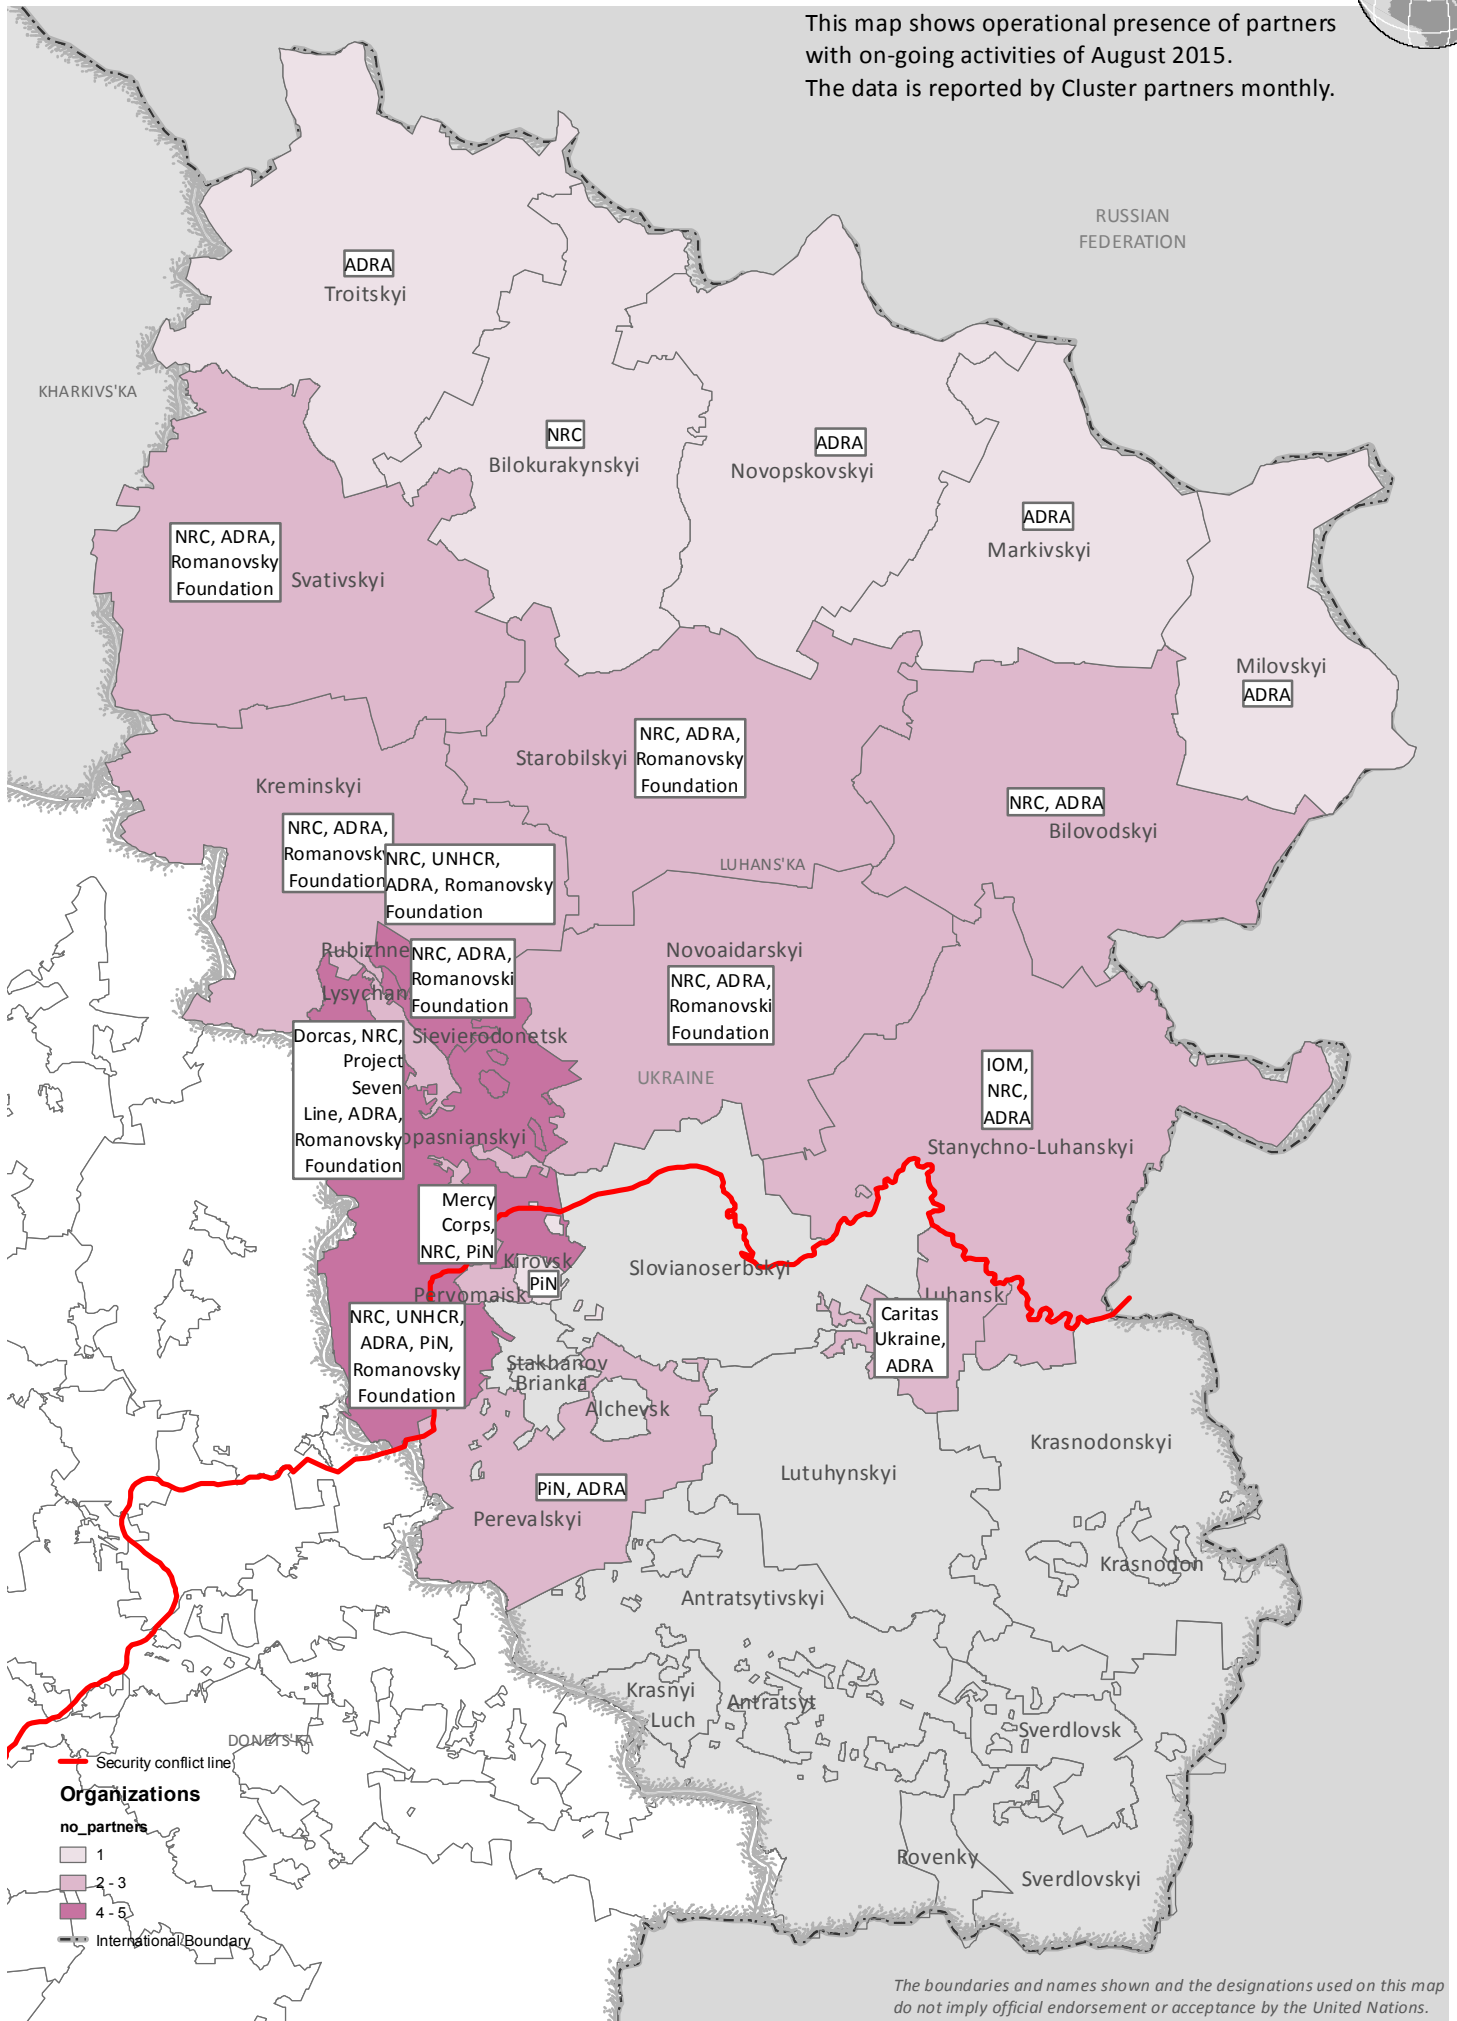 This map shows operational presence of partners
with on-going activities of August 2015.
The data is reported by Cluster partners monthly.
RUSSIAN
FEDERATION
ADRA
Troitskyi
KHARKIVS'KA
NRC
Bilokurakynskyi
ADRA
Novopskovskyi
ADRA
Markivskyi
NRC, ADRA,
Romanovsky
Foundation
Svativskyi
Milovskyi
ADRA
Starobilskyi
NRC, ADRA,
Romanovsky
Foundation
Kreminskyi
NRC, ADRA
Bilovodskyi
NRC, ADRA,
Romanovsky
Foundation
NRC, UNHCR,
ADRA, Romanovsky
Foundation
LUHANS'KA
Rubizhne
NRC, ADRA,
Romanovski
Foundation
Lysychan
Novoaidarskyi
NRC, ADRA,
Romanovski
Foundation
Sievierodonetsk
Dorcas, NRC,
Project
Seven
Line, ADRA,
Romanovsky
Foundation
opasnianskyi
UKRAINE
IOM,
NRC,
ADRA
Stanychno-Luhanskyi
Mercy
Corps,
NRC, PiN
Kirovsk
PiN
Pervomaisk
Slovianoserbskyi
Luhansk
Caritas
Ukraine,
ADRA
NRC, UNHCR,
ADRA, PiN,
Romanovsky
Foundation
Stakhanov
Brianka
Alchevsk
Krasnodonskyi
Lutuhynskyi
PiN, ADRA
Perevalskyi
Krasnodon
Antratsytivskyi
Krasnyi
Luch
Antratsyt
Sverdlovsk
DONETS'KA
Rovenky
Sverdlovskyi
Security conflict line
Organizations
no_partners
1
2 - 3
4 - 5
International Boundary
The boundaries and names shown and the designations used on this map
do not imply official endorsement or acceptance by the United Nations.